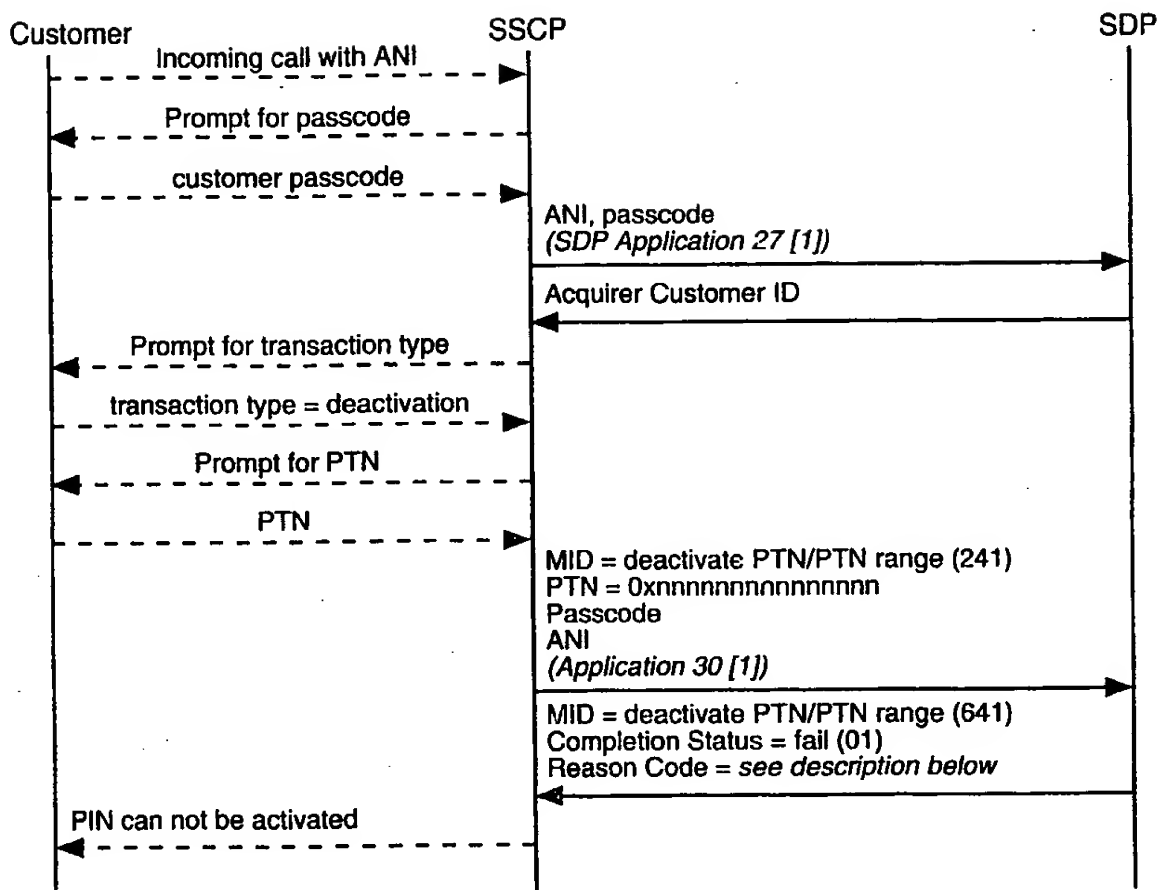 Customer
SSCP
SDP
Incoming call with ANI
Prompt for passcode
customer passcode
ANI, passcode
(SDP Application 27 [1])
Acquirer Customer ID
Prompt for transaction type
transaction type = deactivation
Prompt for PTN
PTN
MID = deactivate PTN/PTN range (241)
PTN = 0xnnnnnnnnnnnnnnnn
Passcode
ANI
(Application 30 [1])
MID = deactivate PTN/PTN range (641)
Completion Status = fail (01)
Reason Code = see description below
PIN can not be activated